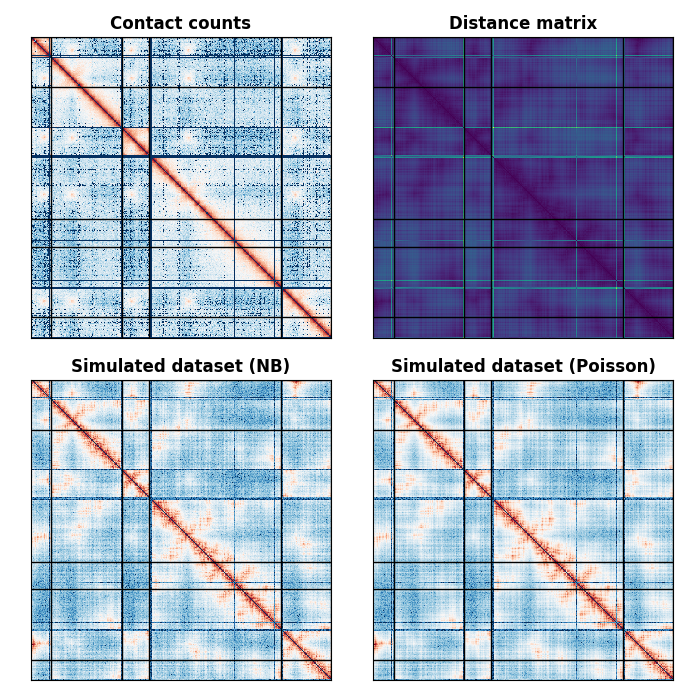 Contact counts
Distance matrix
Simulated dataset (NB)
Simulated dataset (Poisson)